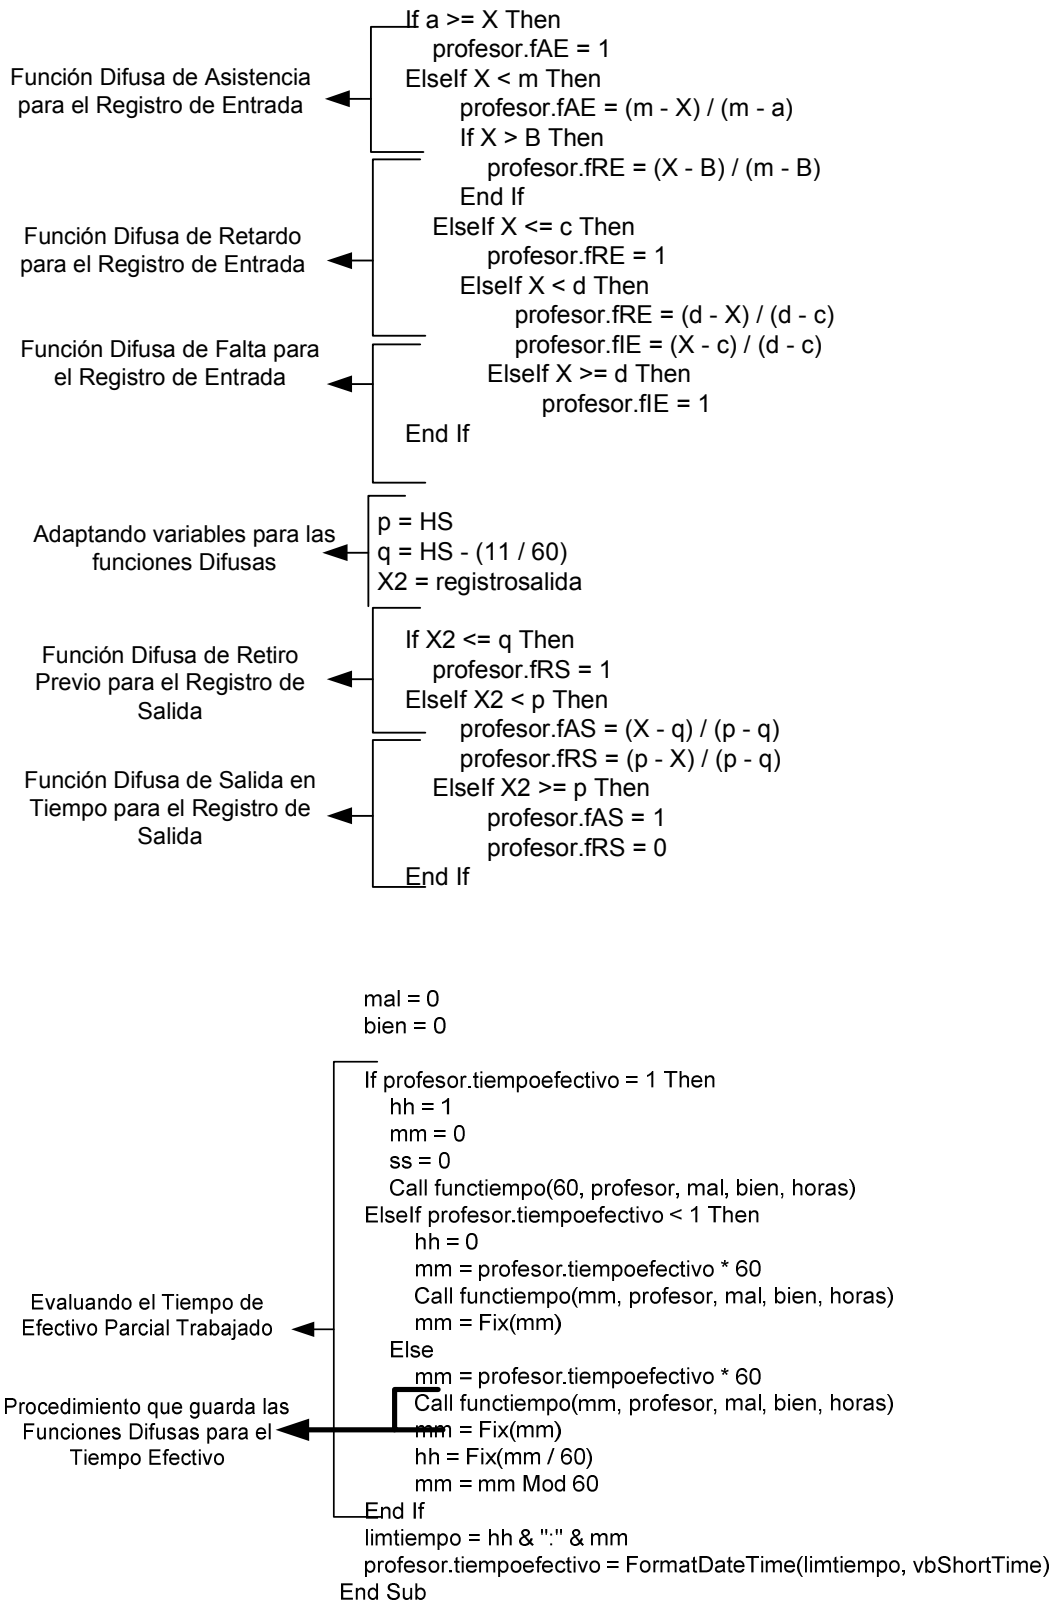 If a >= X Then
profesor.fAE = 1
ElseIf X < m Then
profesor.fAE = (m - X) / (m - a)
If X > B Then
profesor.fRE = (X - B) / (m - B)
End If
ElseIf X <= c Then
profesor.fRE = 1
ElseIf X < d Then
profesor.fRE = (d - X) / (d - c)
profesor.fIE = (X - c) / (d - c)
ElseIf X >= d Then
profesor.fIE = 1
End If
Función Difusa de Asistencia
para el Registro de Entrada
Función Difusa de Retardo
para el Registro de Entrada
Función Difusa de Falta para
el Registro de Entrada
Adaptando variables para las
funciones Difusas
p = HS
q = HS - (11 / 60)
X2 = registrosalida
Función Difusa de Retiro
Previo para el Registro de
Salida
Función Difusa de Salida en
Tiempo para el Registro de
Salida
If X2 <= q Then
profesor.fRS = 1
ElseIf X2 < p Then
profesor.fAS = (X - q) / (p - q)
profesor.fRS = (p - X) / (p - q)
ElseIf X2 >= p Then
profesor.fAS = 1
profesor.fRS = 0
End If
mal = 0
bien = 0
If profesor.tiempoefectivo = 1 Then
hh = 1
mm = 0
ss = 0
Call functiempo(60, profesor, mal, bien, horas)
ElseIf profesor.tiempoefectivo < 1 Then
hh = 0
mm = profesor.tiempoefectivo * 60
Call functiempo(mm, profesor, mal, bien, horas)
mm = Fix(mm)
Else
mm = profesor.tiempoefectivo * 60
Call functiempo(mm, profesor, mal, bien, horas)
mm = Fix(mm)
hh = Fix(mm / 60)
mm = mm Mod 60
End If
limtiempo = hh & ":" & mm
profesor.tiempoefectivo = FormatDateTime(limtiempo, vbShortTime)
End Sub
Evaluando el Tiempo de
Efectivo Parcial Trabajado
Procedimiento que guarda las
Funciones Difusas para el
Tiempo Efectivo